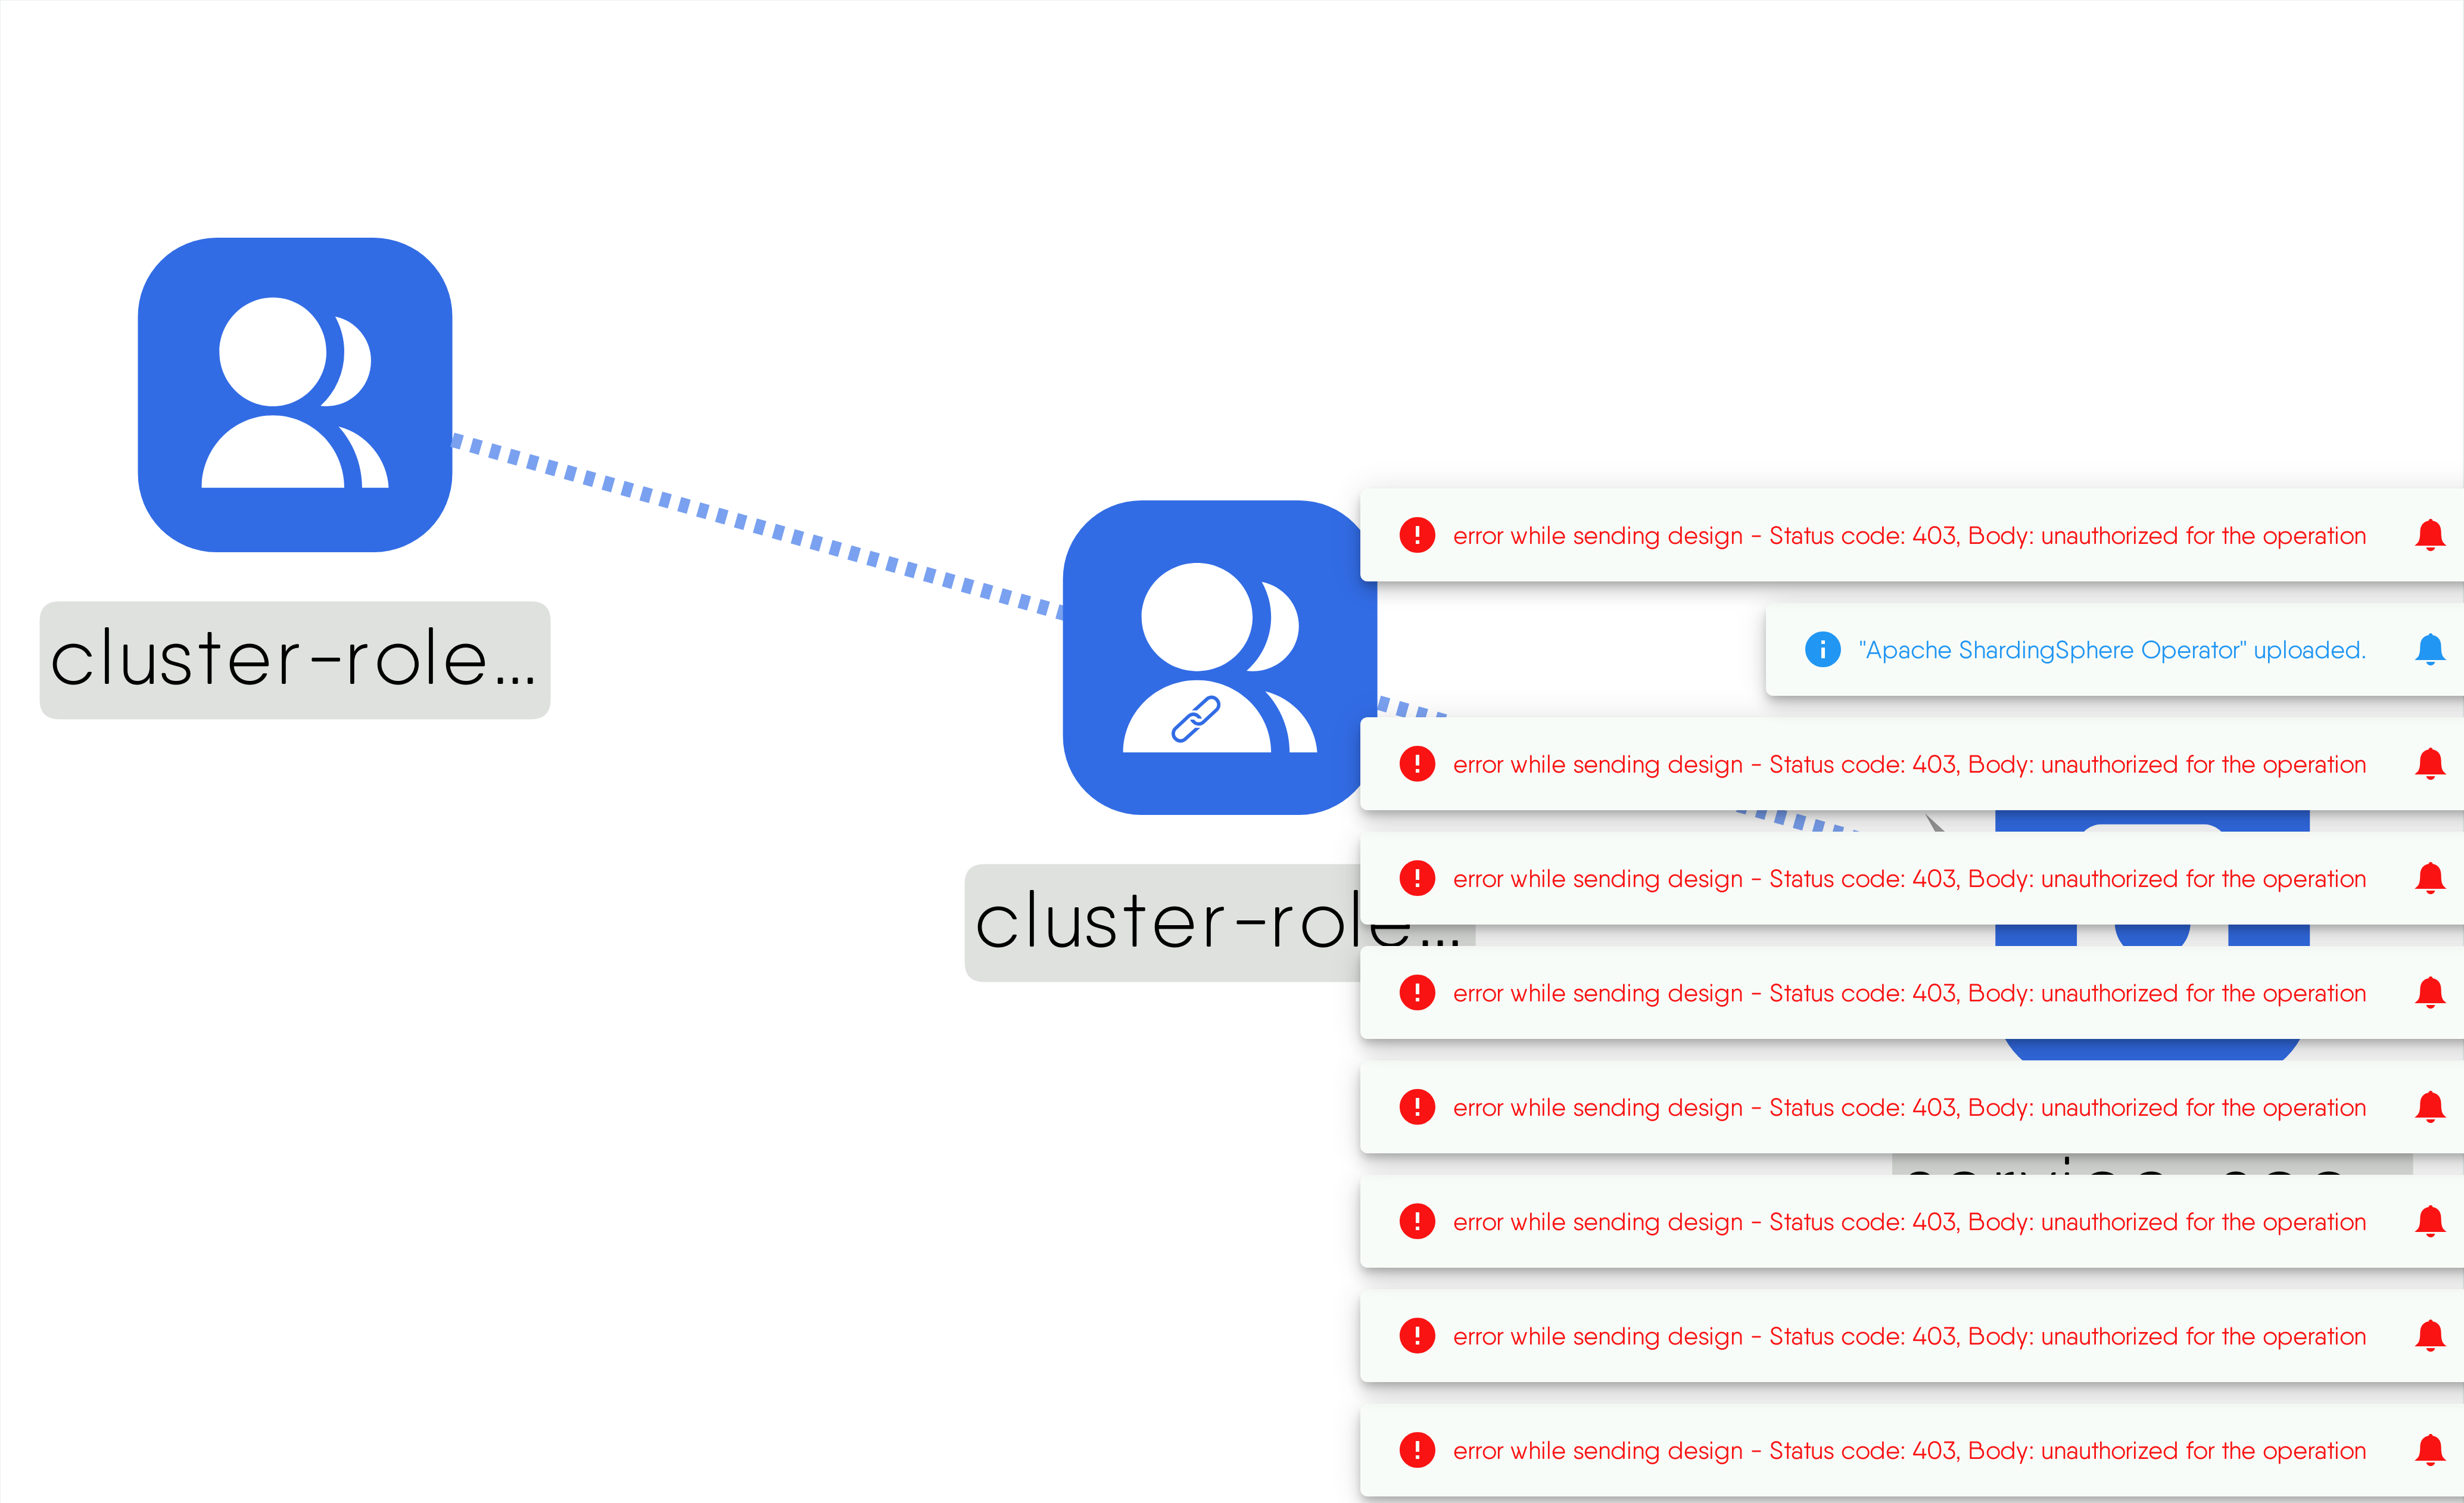 cluster-role...
error while sending design - Status code: 403, Body: unauthorized for the operation
"Apache ShardingSphere Operator" uploaded.
error while sending design - Status code: 403, Body: unauthorized for the operation
error while sending design - Status code: 403, Body: unauthorized for the operation
cluster-role...
error while sending design - Status code: 403, Body: unauthorized for the operation
error while sending design - Status code: 403, Body: unauthorized for the operation
error while sending design - Status code: 403, Body: unauthorized for the operation
error while sending design - Status code: 403, Body: unauthorized for the operation
error while sending design - Status code: 403, Body: unauthorized for the operation